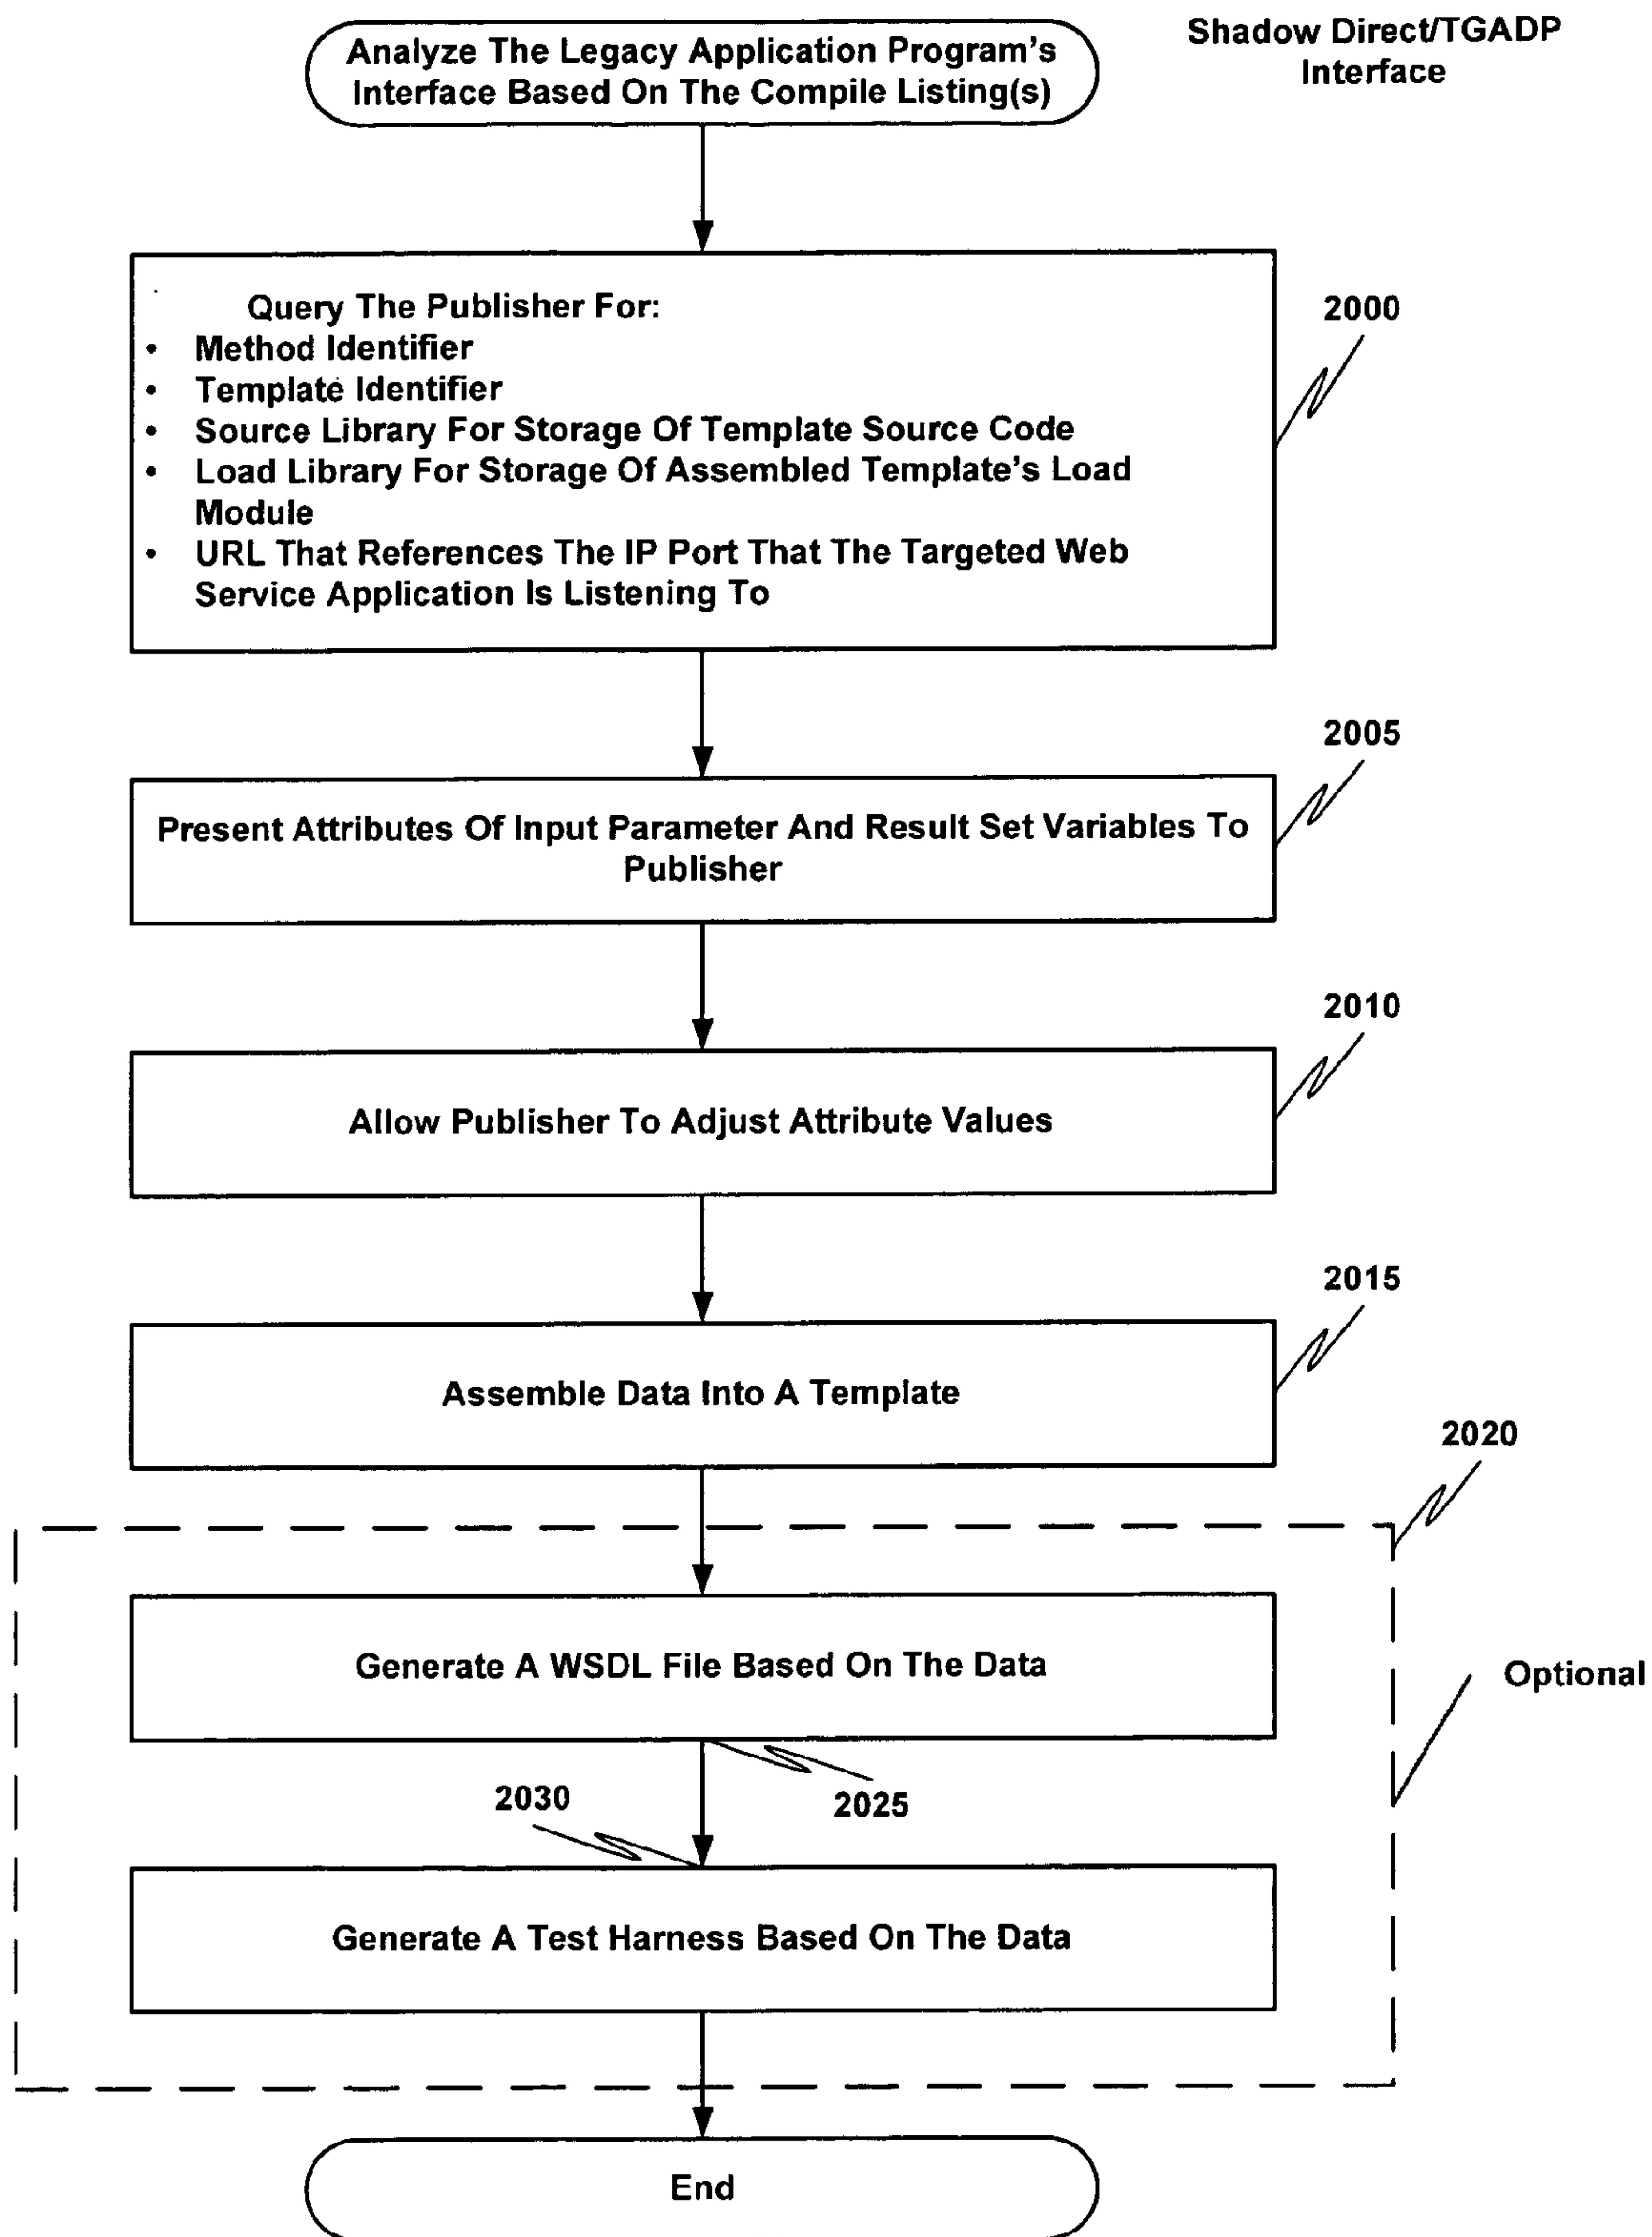 Analyze The Legacy Application Program's
Interface Based On The Compile Listing(s)
Shadow Direct/TGADP
Interface
Query The Publisher For:
• Method Identifier
• Template Identifier
• Source Library For Storage Of Template Source Code
• Load Library For Storage Of Assembled Template's Load
Module
• URL That References The IP Port That The Targeted Web
Service Application Is Listening To
2000
2005
Present Attributes Of Input Parameter And Result Set Variables To
Publisher
2010
Allow Publisher To Adjust Attribute Values
2015
Assemble Data Into A Template
2020
Generate A WSDL File Based On The Data
Optional
2030
2025
Generate A Test Harness Based On The Data
End